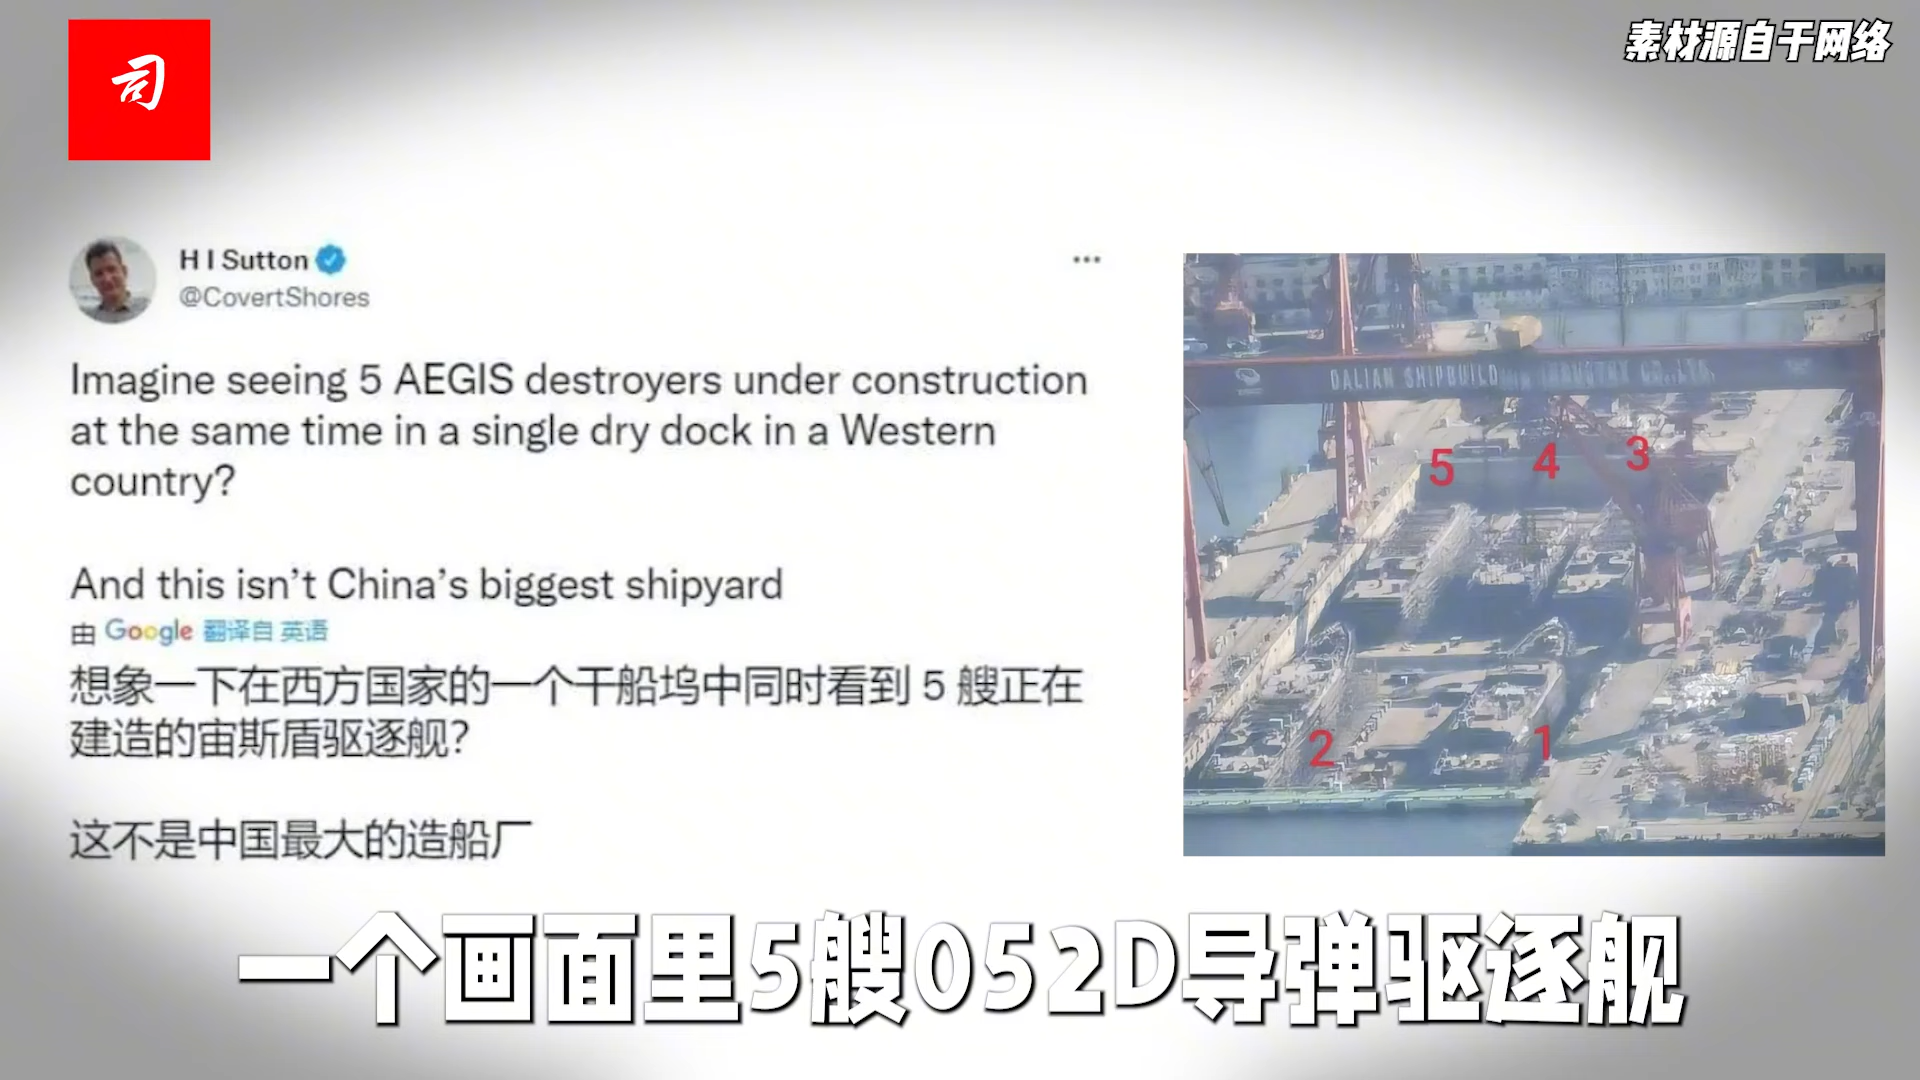 司
素材源自于网络
H I Sutton
@CovertShores
Imagine seeing 5 AEGIS destroyers under construction
at the same time in a single dry dock in a Western
country?
And this isn’t China’s biggest shipyard
由 Google 翻译自 英语
想象一下在西方国家的一个干船坞中同时看到 5 艘正在
建造的宙斯盾驱逐舰？
这不是中国最大的造船厂
DALIAN SHIPBUILDING INDUSTRY CO.,LTD.
5 4 3
2 1
一个画面里5艘052D导弹驱逐舰